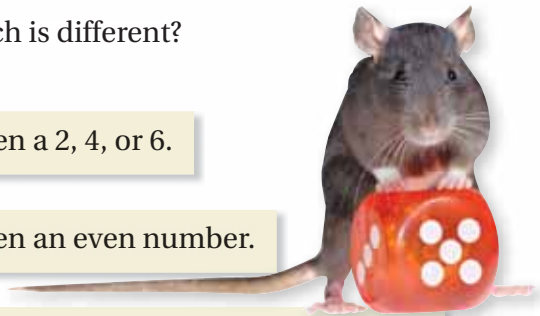 ch is different?
en a 2, 4, or 6.
en an even number.